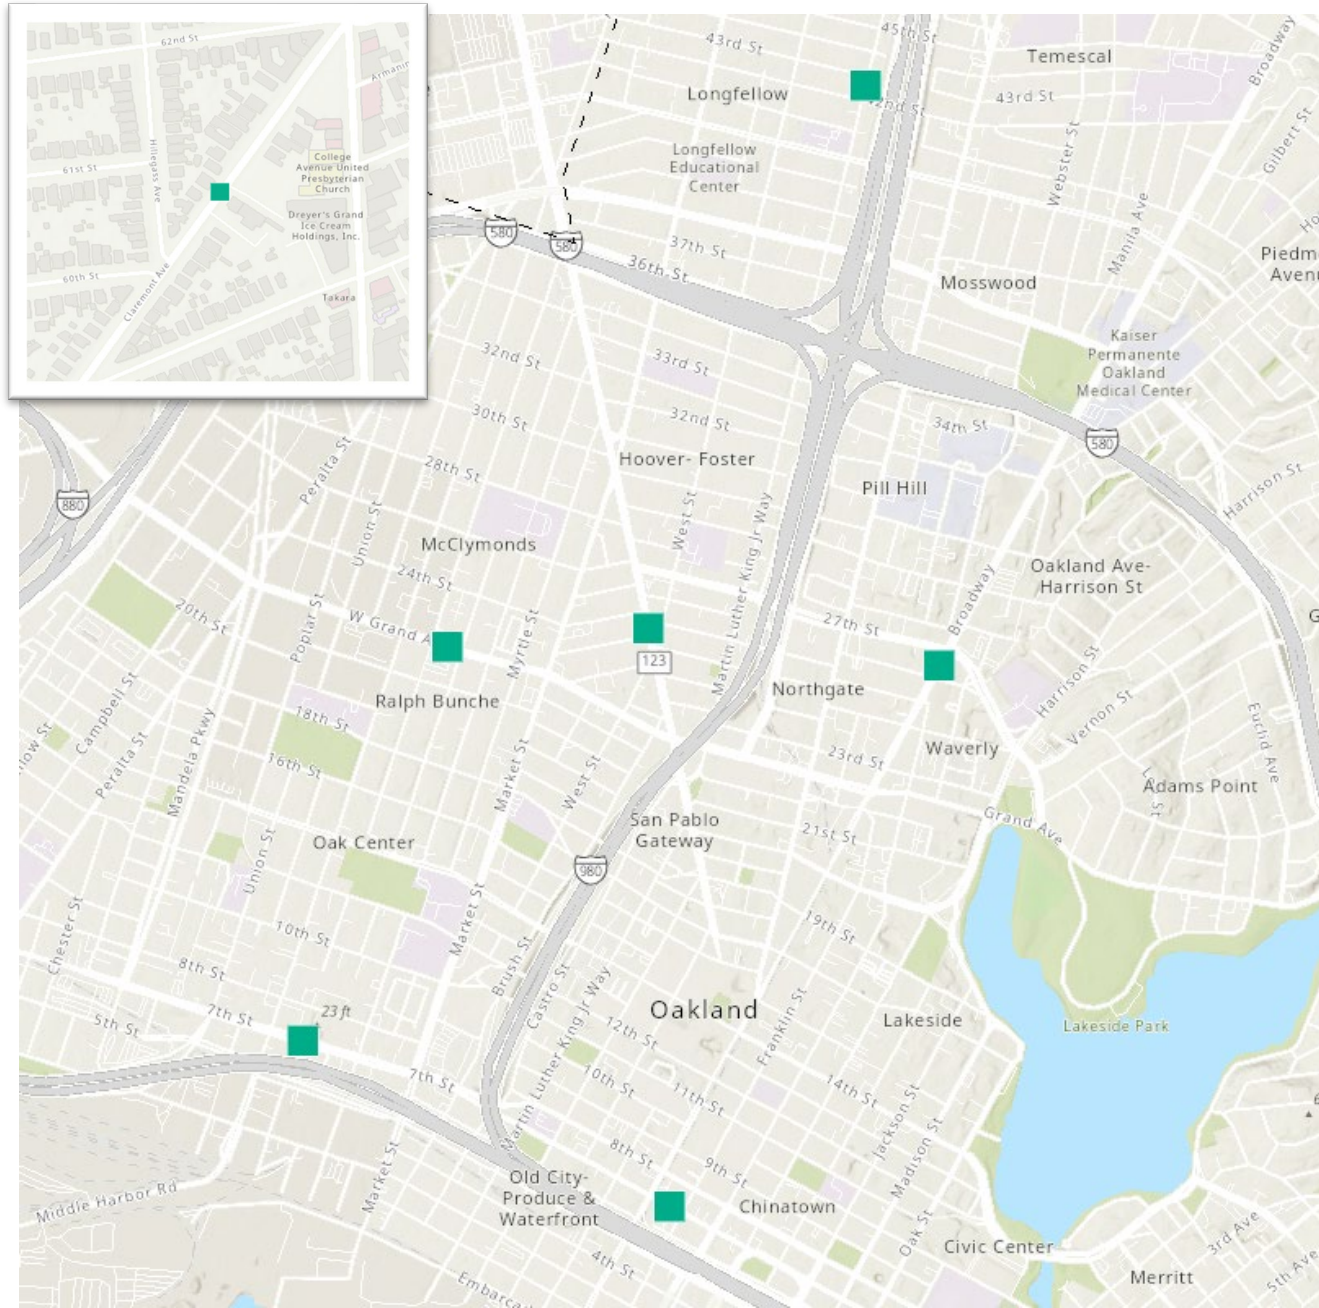 62nd St
Armanin
Hillegass Ave
61st St
College
Avenue United
Presbyterian
Church
Dreyer's Grand
Ice Cream
Holdings, Inc.
60th St
Claremont Ave
Takara
43rd St
45th St
Temescal
Broadway
Longfellow
42nd St
43rd St
Gilbert St
Longfellow
Educational
Center
Webster St
Manila Ave
580
580
37th St
36th St
Piedm
Avenu
Mosswood
Kaiser
Permanente
Oakland
Medical Center
32nd St
33rd St
30th St
32nd St
34th St
580
Peralta St
Hoover- Foster
28th St
Pill Hill
Harrison St
880
Union St
West St
Martin Luther King Jr Way
McClymonds
24th St
Oakland Ave-
Harrison St
20th St
Poplar St
W Grand A
Myrtle St
27th St
Broadway
123
Ralph Bunche
Northgate
Harrison St
Vernon St
Euclid Ave
Campbell St
Peralta St
Mandela Pkwy
18th St
16th St
Market St
West St
23rd St
Waverly
Adams Point
San Pablo
Gateway
21st St
Grand Ave
Oak Center
Union St
980
Chester St
10th St
Market St
19th St
8th St
Brush St
Castro St
Martin Luther King Jr Way
Oakland
Franklin St
Lakeside
Lakeside Park
7th St
23 ft
5th St
12th St
7th St
10th St
11th St
14th St
Jackson St
Madison St
Market St
8th St
9th St
Middle Harbor Rd
Old City-
Produce &
Waterfront
Chinatown
Oak St
Civic Center
3rd Ave
4th St
Embarca
Merritt
5th Ave